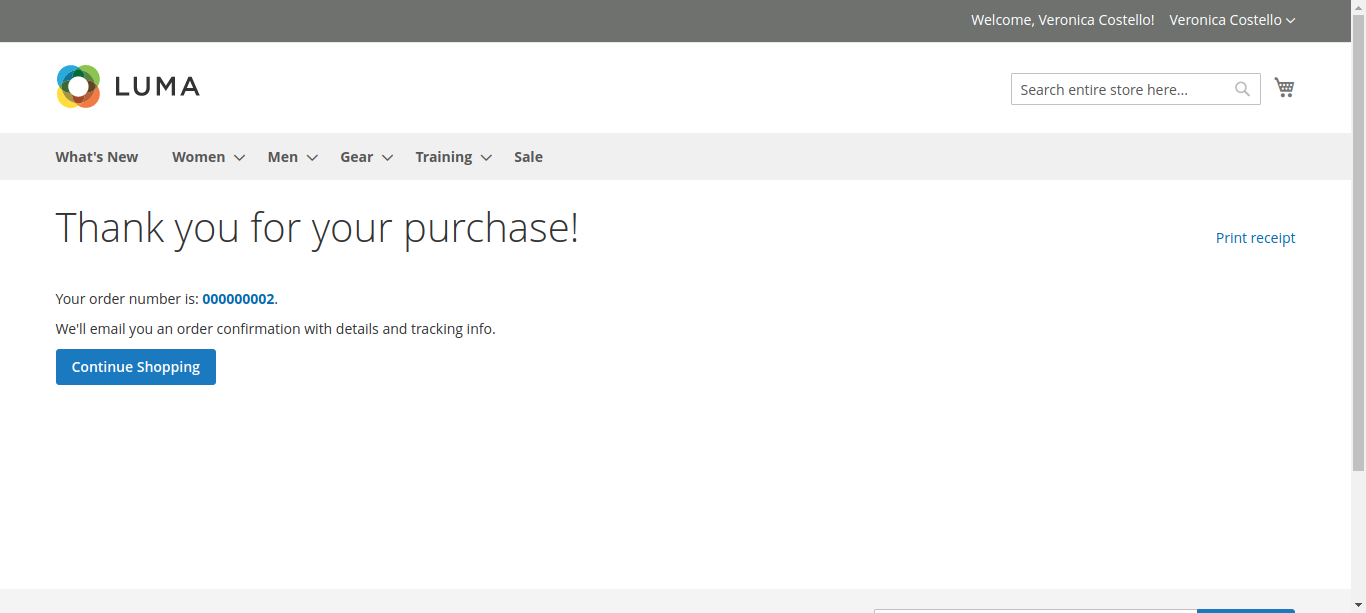 Welcome, Veronica Costello! Veronica Costello
LUMA
Search entire store here...
What's New Women Men Gear Training Sale
Thank you for your purchase!
Print receipt
Your order number is: 000000002.
We'll email you an order confirmation with details and tracking info.
Continue Shopping